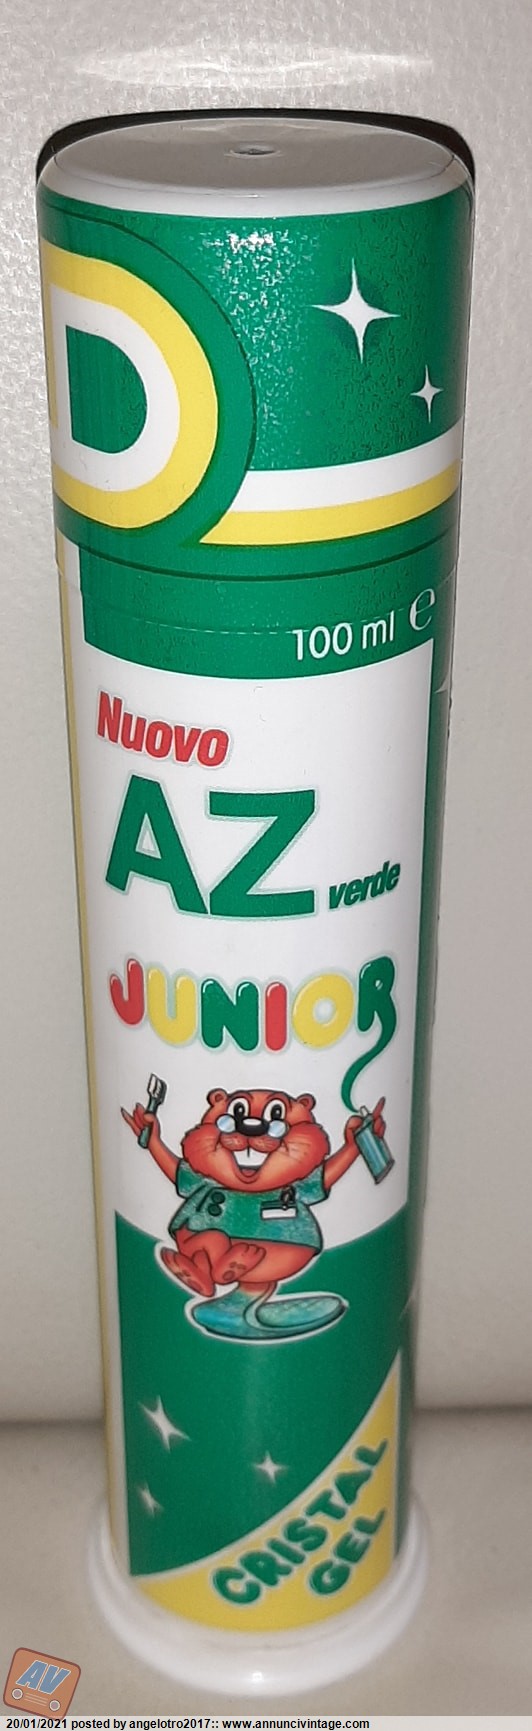 D
100 ml e
Nuovo
AZ verde
JUNIOR
CRISTAL
GEL
AV
20/01/2021 posted by angelotro2017:: www.annuncivintage.com